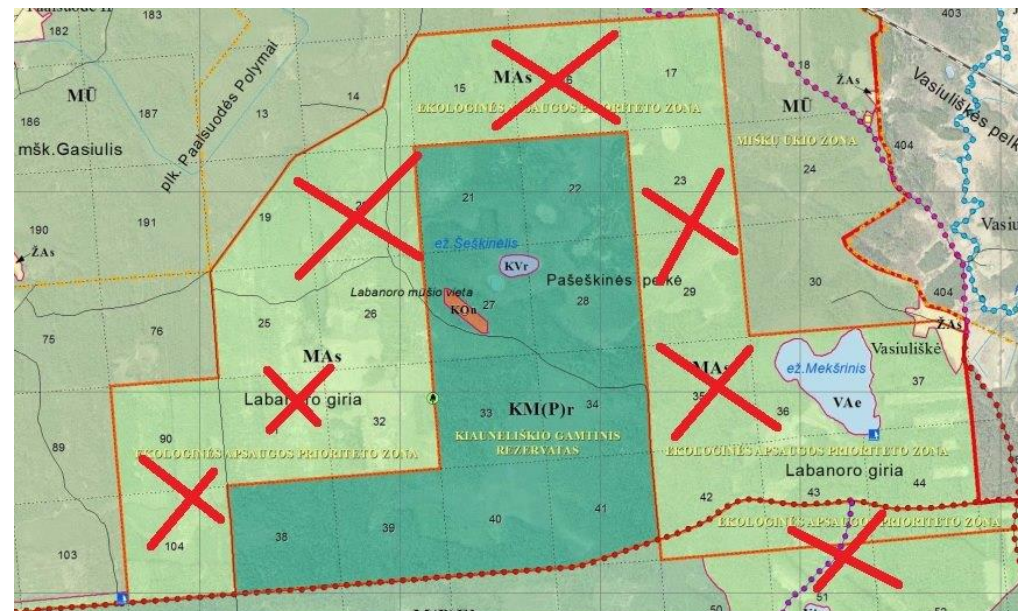 183
182
403
MAs
15
17
18
ŽAs
MŪ
14
EKOLOGINĖS APSAUGOS PRIORITETO ZONA
MŪ
186
187
13
plk. Paalsuodės Polymai
404
MIŠKŲ ŪKIO ZONA
mšk.Gasiulis
24
21
22
23
19
190
191
ež. Šeškinėlis
ŽAs
KVr
Pašeškinės pelkė
Labanoro mūšio vieta
27
28
29
30
404
KOn
25
26
ŽAs
76
75
MAs
Vasiuliškė
MAs
ež.Mekšrinis
37
Labanoro giria
35
36
VAe
33
KM(P)r
34
32
90
KIAUNELIŠKIO GAMTINIS
REZERVATAS
EKOLOGINĖS APSAUGOS PRIORITETO ZONA
EKOLOGINĖS APSAUGOS PRIORITETO ZONA
89
Labanoro giria
44
42
43
41
40
EKOLOGINĖS APSAUGOS PRIORITETO ZONA
39
38
104
103
51
50